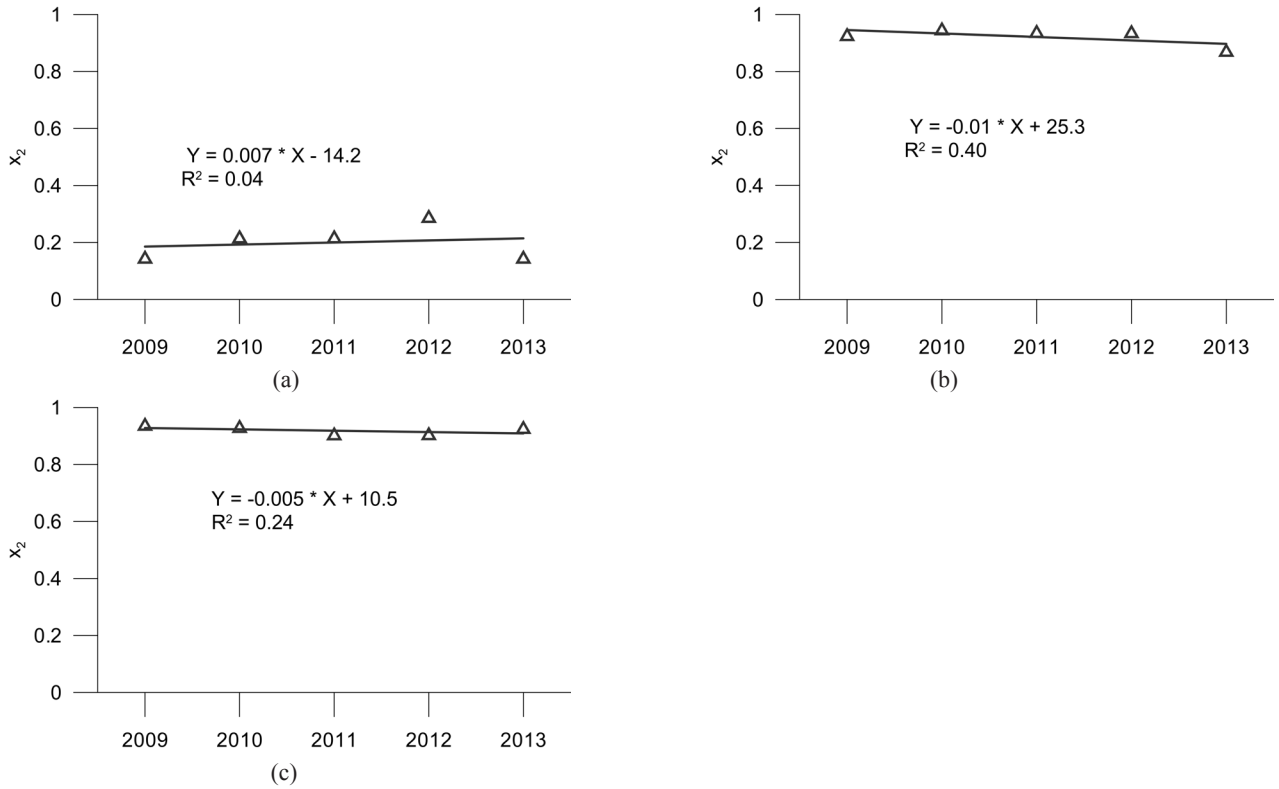 1
0.8
0.6
0.4
0.2
0
x₂
Y = 0.007 * X - 14.2
R² = 0.04
2009 2010 2011 2012 2013
(a)
1
0.8
0.6
0.4
0.2
0
x₂
Y = -0.01 * X + 25.3
R² = 0.40
2009 2010 2011 2012 2013
(b)
1
0.8
0.6
0.4
0.2
0
x₂
Y = -0.005 * X + 10.5
R² = 0.24
2009 2010 2011 2012 2013
(c)